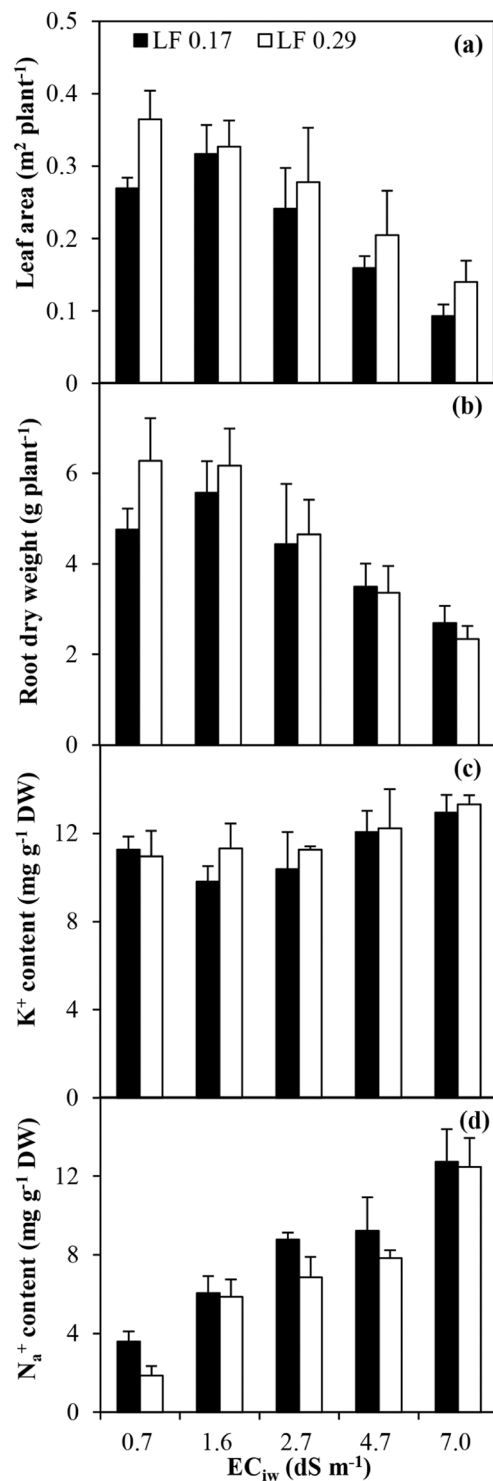 LF 0.17 LF 0.29 (a)
Leaf area (m² plant⁻¹)
0.5
0.4
0.3
0.2
0.1
0
(b)
Root dry weight (g plant⁻¹)
6
4
2
0
(c)
K⁺ content (mg g⁻¹ DW)
12
8
4
0
(d)
Nₐ⁺ content (mg g⁻¹ DW)
12
8
4
0
0.7 1.6 2.7 4.7 7.0
ECiw (dS m⁻¹)